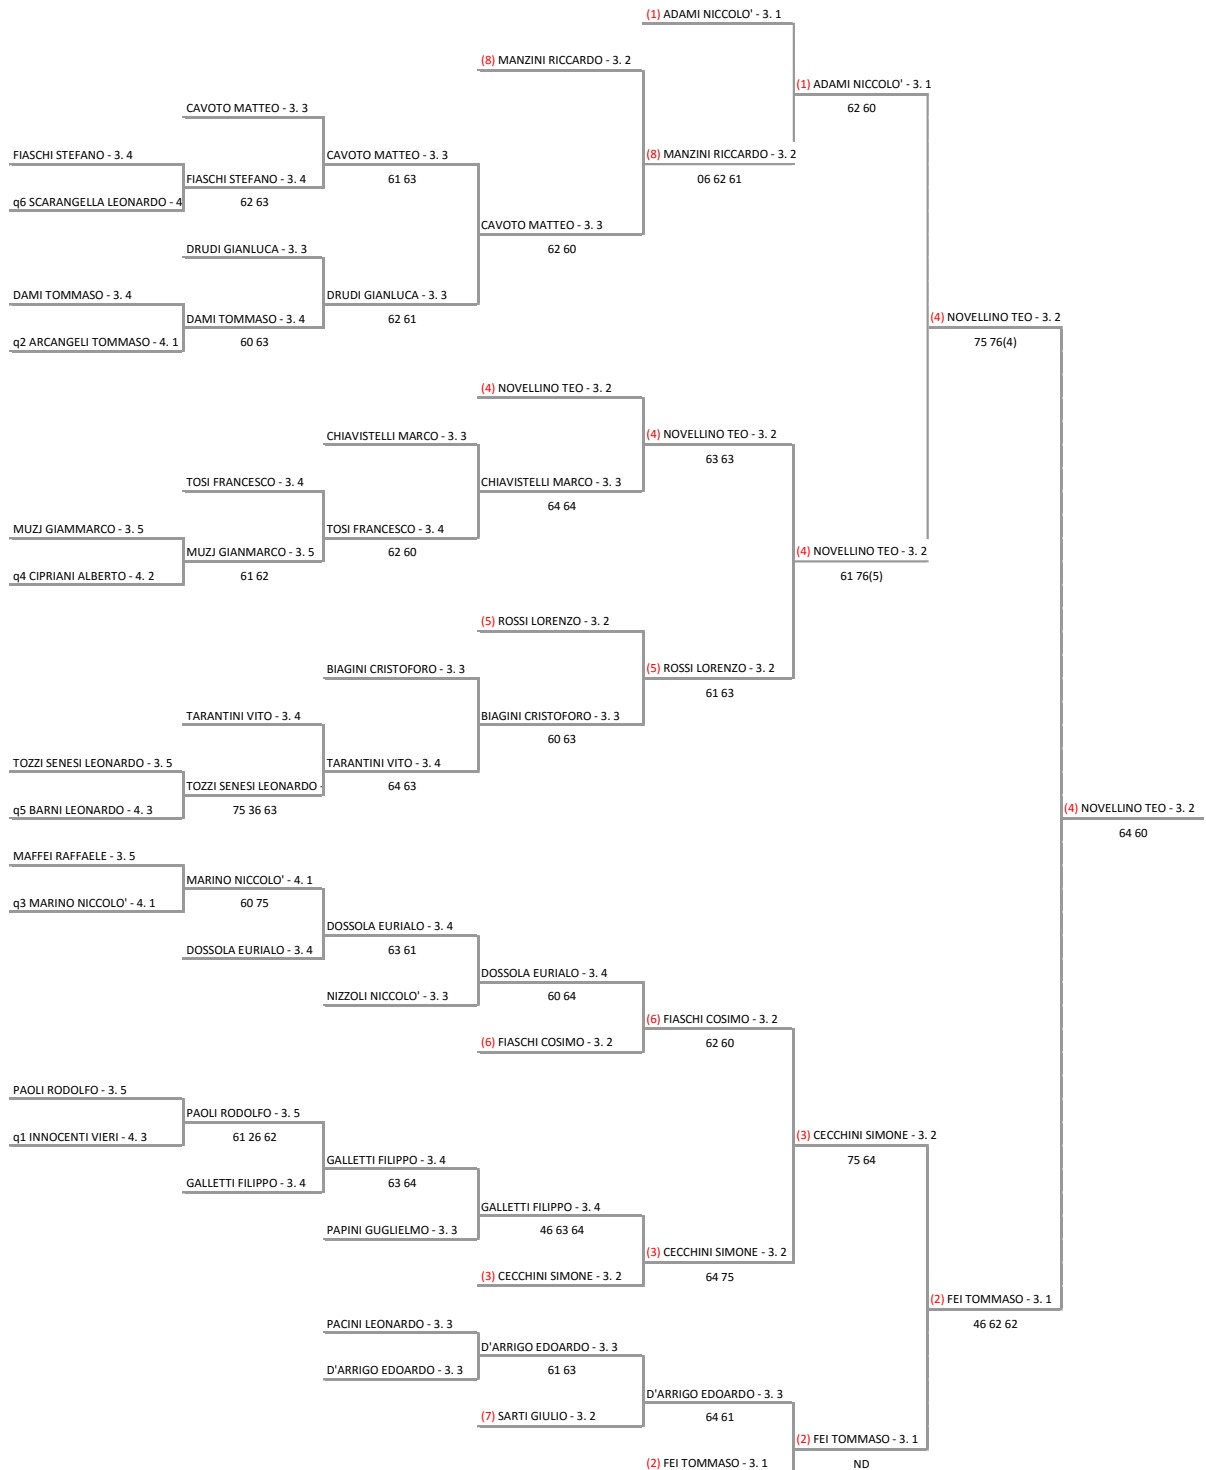 (1) ADAMI NICCOLO' - 3. 1
(8) MANZINI RICCARDO - 3. 2
(1) ADAMI NICCOLO' - 3. 1
62 60
CAVOTO MATTEO - 3. 3
FIASCHI STEFANO - 3. 4
CAVOTO MATTEO - 3. 3
61 63
(8) MANZINI RICCARDO - 3. 2
06 62 61
FIASCHI STEFANO - 3. 4
62 63
q6 SCARANGELLA LEONARDO - 4
CAVOTO MATTEO - 3. 3
62 60
DRUDI GIANLUCA - 3. 3
DAMI TOMMASO - 3. 4
DRUDI GIANLUCA - 3. 3
62 61
DAMI TOMMASO - 3. 4
60 63
q2 ARCANGELI TOMMASO - 4. 1
(4) NOVELLINO TEO - 3. 2
75 76(4)
(4) NOVELLINO TEO - 3. 2
CHIAVISTELLI MARCO - 3. 3
(4) NOVELLINO TEO - 3. 2
63 63
TOSI FRANCESCO - 3. 4
CHIAVISTELLI MARCO - 3. 3
64 64
MUZJ GIAMMARCO - 3. 5
TOSI FRANCESCO - 3. 4
62 60
MUZJ GIANMARCO - 3. 5
61 62
(4) NOVELLINO TEO - 3. 2
61 76(5)
q4 CIPRIANI ALBERTO - 4. 2
(5) ROSSI LORENZO - 3. 2
BIAGINI CRISTOFORO - 3. 3
(5) ROSSI LORENZO - 3. 2
61 63
TARANTINI VITO - 3. 4
BIAGINI CRISTOFORO - 3. 3
60 63
TOZZI SENESI LEONARDO - 3. 5
TARANTINI VITO - 3. 4
64 63
TOZZI SENESI LEONARDO -
75 36 63
q5 BARNI LEONARDO - 4. 3
(4) NOVELLINO TEO - 3. 2
64 60
MAFFEI RAFFAELE - 3. 5
MARINO NICCOLO' - 4. 1
60 75
q3 MARINO NICCOLO' - 4. 1
DOSSOLA EURIALO - 3. 4
63 61
DOSSOLA EURIALO - 3. 4
DOSSOLA EURIALO - 3. 4
60 64
NIZZOLI NICCOLO' - 3. 3
(6) FIASCHI COSIMO - 3. 2
62 60
(6) FIASCHI COSIMO - 3. 2
PAOLI RODOLFO - 3. 5
PAOLI RODOLFO - 3. 5
61 26 62
q1 INNOCENTI VIERI - 4. 3
(3) CECCHINI SIMONE - 3. 2
75 64
GALLETTI FILIPPO - 3. 4
63 64
GALLETTI FILIPPO - 3. 4
GALLETTI FILIPPO - 3. 4
46 63 64
PAPINI GUGLIELMO - 3. 3
(3) CECCHINI SIMONE - 3. 2
64 75
(3) CECCHINI SIMONE - 3. 2
(2) FEI TOMMASO - 3. 1
46 62 62
PACINI LEONARDO - 3. 3
D'ARRIGO EDOARDO - 3. 3
61 63
D'ARRIGO EDOARDO - 3. 3
D'ARRIGO EDOARDO - 3. 3
64 61
(7) SARTI GIULIO - 3. 2
(2) FEI TOMMASO - 3. 1
ND
(2) FEI TOMMASO - 3. 1